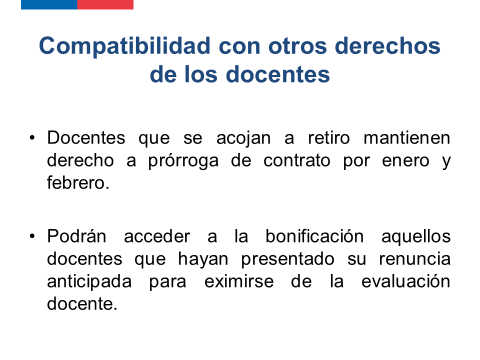 Compatibilidad con otros derechos
de los docentes
• Docentes que se acojan a retiro mantienen
derecho a prórroga de contrato por enero y
febrero.
• Podrán acceder a la bonificación aquellos
docentes que hayan presentado su renuncia
anticipada para eximirse de la evaluación
docente.